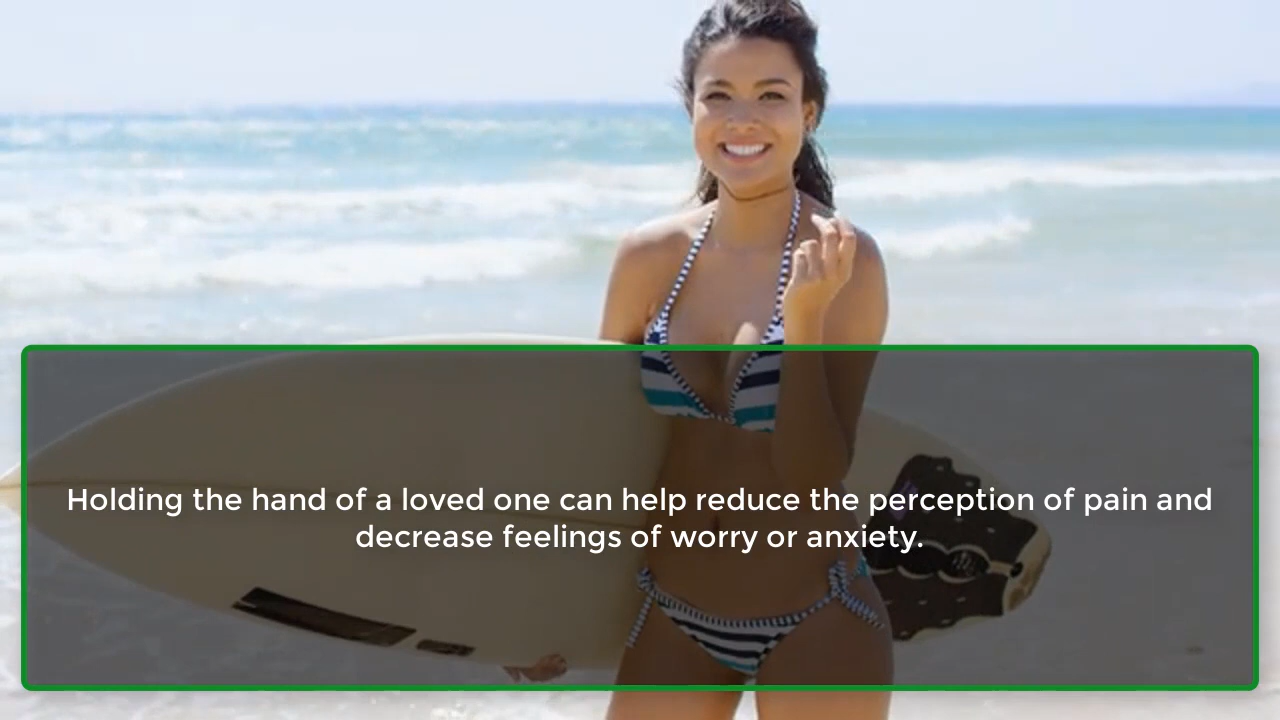 Holding the hand of a loved one can help reduce the perception of pain and
decrease feelings of worry or anxiety.